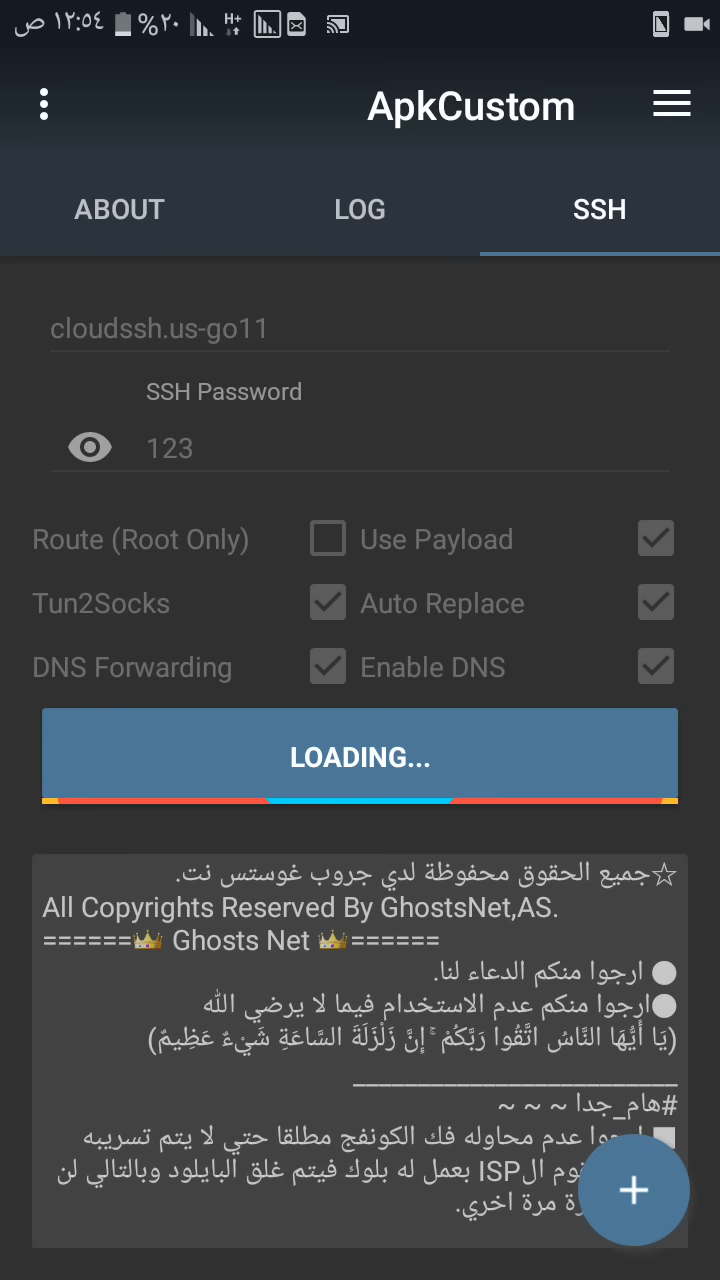 ١٢:٥٤ ص ٢٠% H+
ApkCustom
ABOUT LOG SSH
cloudssh.us-go11
SSH Password
123
Route (Root Only) Use Payload
Tun2Socks Auto Replace
DNS Forwarding Enable DNS
LOADING...
☆جميع الحقوق محفوظة لدي جروب غوستس نت.
All Copyrights Reserved By GhostsNet,AS.
======👑 Ghosts Net 👑======
● ارجوا منكم الدعاء لنا.
●ارجوا منكم عدم الاستخدام فيما لا يرضي الله
(يَا أَيُّهَا النَّاسُ اتَّقُوا رَبَّكُمْ ۚ إِنَّ زَلْزَلَةَ السَّاعَةِ شَيْءٌ عَظِيمٌ)
_________________________
#هام_جدا ~ ~ ~
■ ارجوا عدم محاوله فك الكونفج مطلقا حتي لا يتم تسريبه
الISP بعمل له بلوك فيتم غلق البايلود وبالتالي لن
مرة اخري.